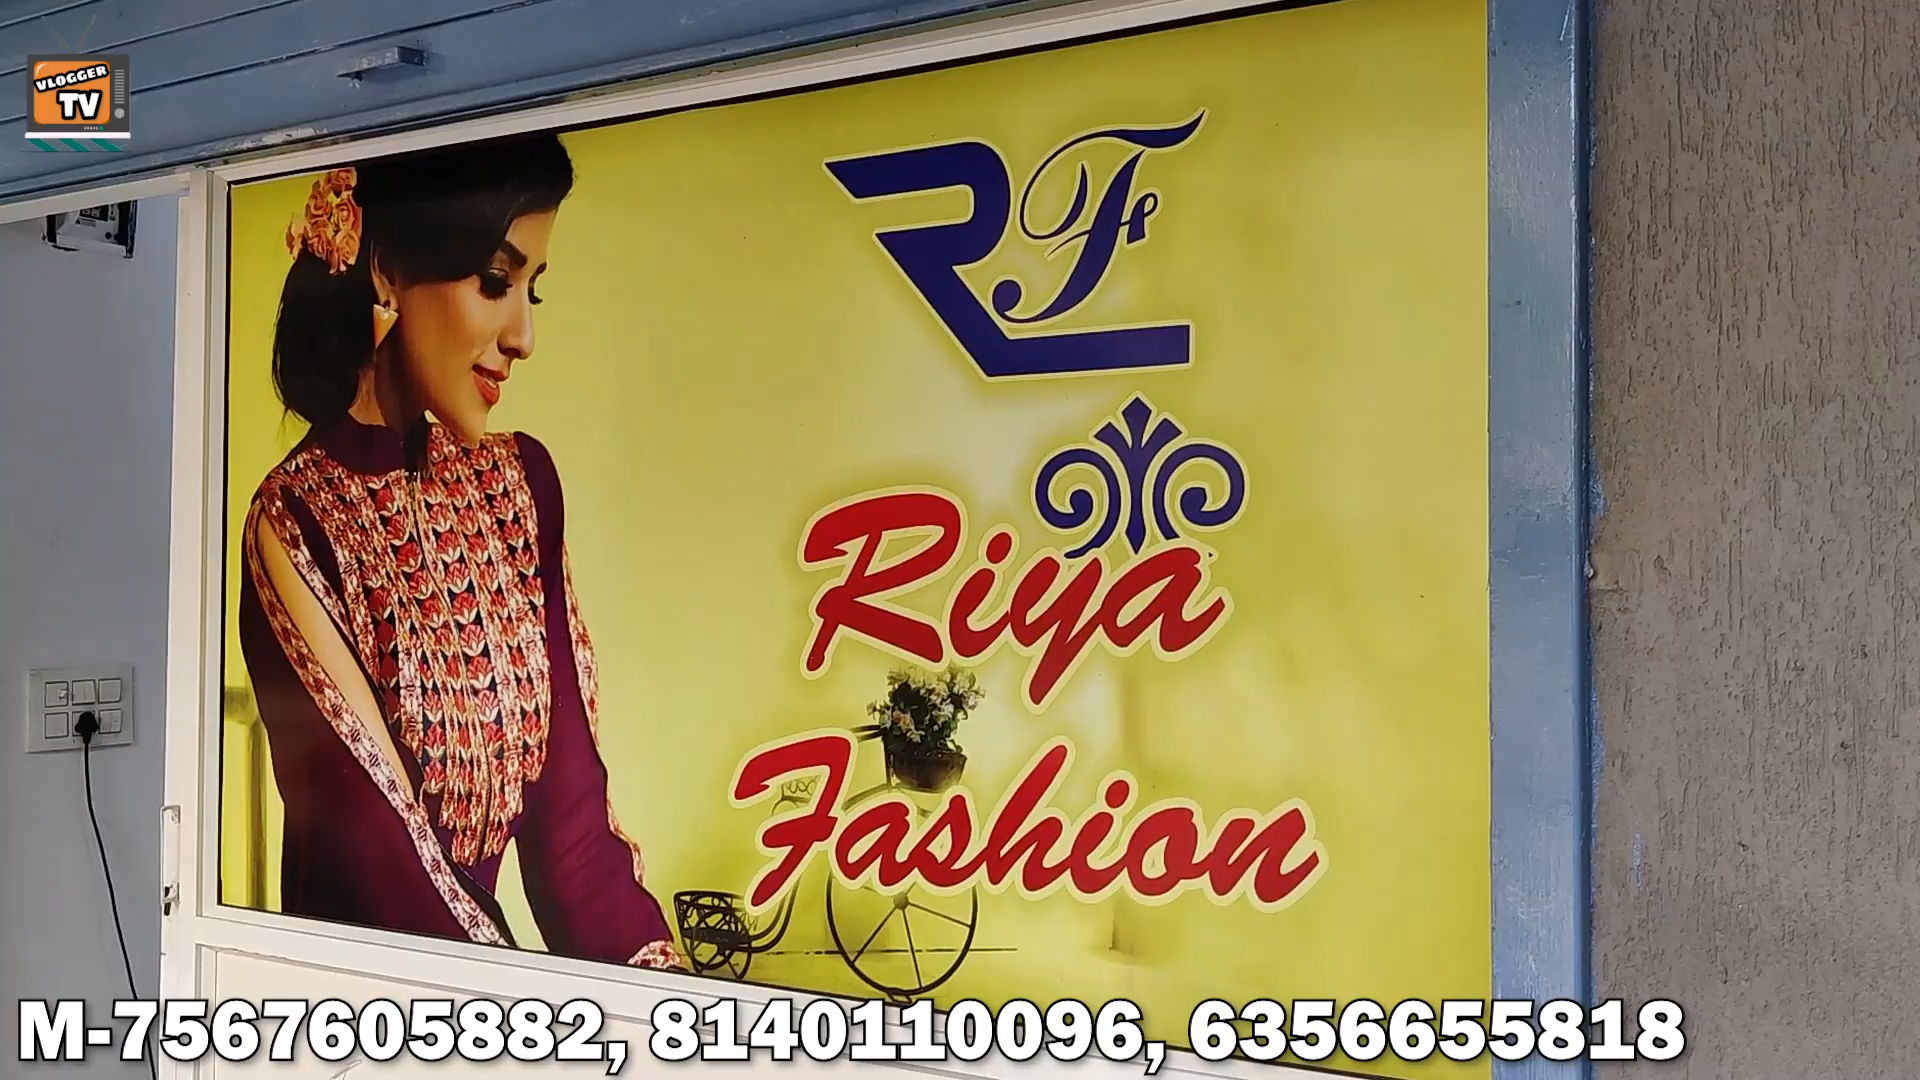 VLOGGER
TV
RF
Riya
Fashion
M-7567605882, 8140110096, 6356655818